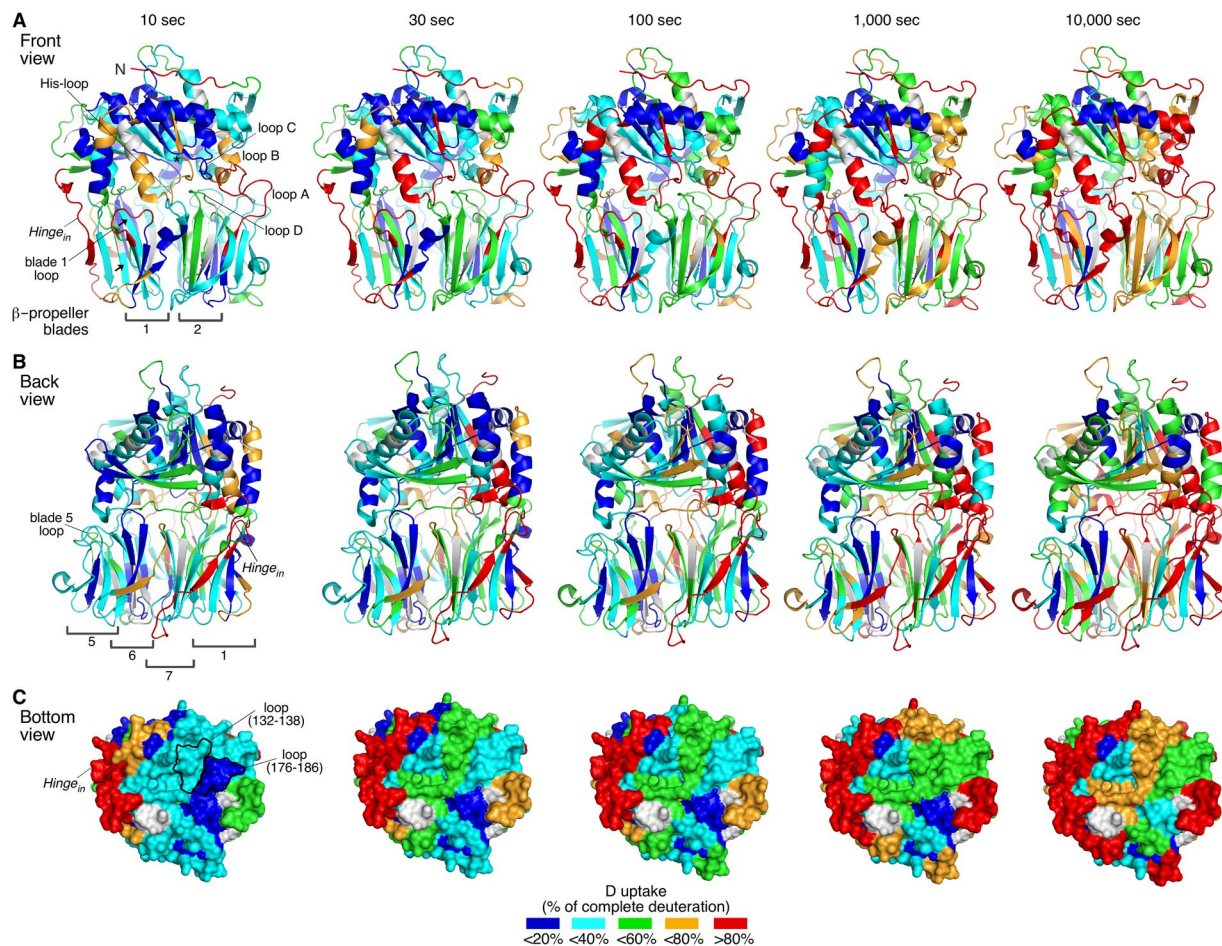 A
10 sec
30 sec
100 sec
1,000 sec
10,000 sec
Front
view
N
His-loop
loop C
*
loop B
loop A
loop D
Hinge in
blade 1
loop
β−propeller
blades
1
2
B
Back
view
blade 5
loop
Hinge in
5
6
1
7
C
Bottom
view
loop
(132-138)
loop
(176-186)
Hinge in
D uptake
(% of complete deuteration)
<20% <40% <60% <80% >80%